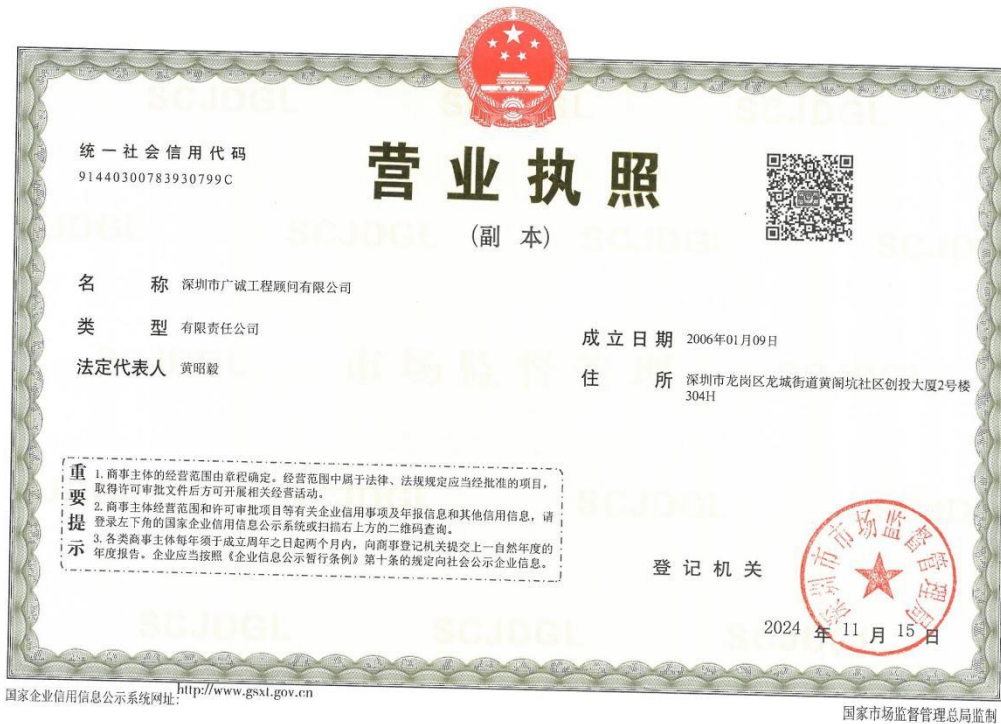 统一社会信用代码
91440300783930799C
营业执照
(副 本)
名 称 深圳市广诚工程顾问有限公司
类 型 有限责任公司
法定代表人 黄昭毅
成立日期 2006年01月09日
住 所 深圳市龙岗区龙城街道黄阁坑社区创投大厦2号楼
304H
重要提示
1. 商事主体的经营范围由章程确定。经营范围中属于法律、法规规定应当经批准的项目,
取得许可审批文件后方可开展相关经营活动。
2. 商事主体经营范围和许可审批项目等有关企业信用事项及年报信息和其他信用信息,请
登录左下角的国家企业信用信息公示系统或扫描右上方的二维码查询。
3. 各类商事主体每年须于成立周年之日起两个月内,向商事登记机关提交上一自然年度的
年度报告。企业应当按照《企业信息公示暂行条例》第十条的规定向社会公示企业信息。
登记机关
深圳市市场监督管理局
2024 年 11 月 15 日
国家企业信用信息公示系统网址: http://www.gsxt.gov.cn
国家市场监督管理总局监制
SCJDGL
市场监督管理